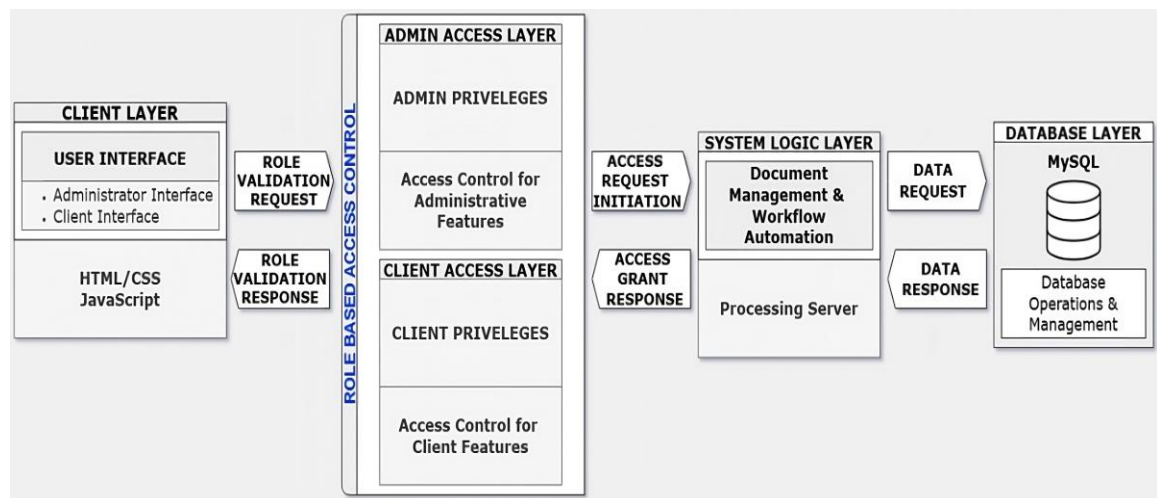 CLIENT LAYER
USER INTERFACE
. Administrator Interface
. Client Interface
HTML/CSS
JavaScript
ROLE
VALIDATION
REQUEST
ROLE
VALIDATION
RESPONSE
ROLE BASED ACCESS CONTROL
ADMIN ACCESS LAYER
ADMIN PRIVELEGES
Access Control for
Administrative
Features
CLIENT ACCESS LAYER
CLIENT PRIVELEGES
Access Control for
Client Features
ACCESS
REQUEST
INITIATION
ACCESS
GRANT
RESPONSE
SYSTEM LOGIC LAYER
Document
Management &
Workflow
Automation
Processing Server
DATA
REQUEST
DATA
RESPONSE
DATABASE LAYER
MySQL
Database
Operations &
Management